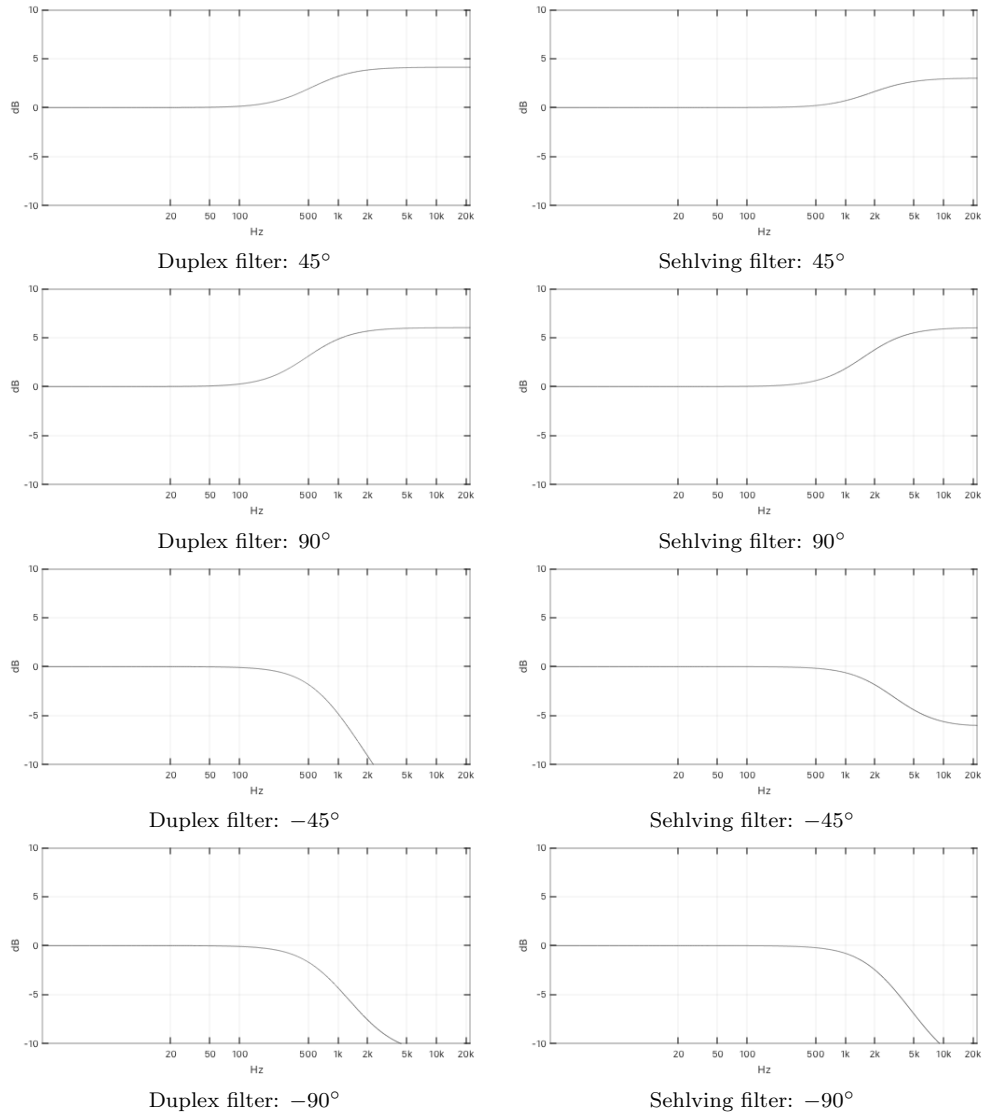 10 10
5 5
dB 0 dB 0
-5 -5
-10 -10
20 50 100 500 1k 2k 5k 10k 20k 20 50 100 500 1k 2k 5k 10k 20k
Hz Hz
Duplex filter: 45° Sehlving filter: 45°
10 10
5 5
dB 0 dB 0
-5 -5
-10 -10
20 50 100 500 1k 2k 5k 10k 20k 20 50 100 500 1k 2k 5k 10k 20k
Hz Hz
Duplex filter: 90° Sehlving filter: 90°
10 10
5 5
dB 0 dB 0
-5 -5
-10 -10
20 50 100 500 1k 2k 5k 10k 20k 20 50 100 500 1k 2k 5k 10k 20k
Hz Hz
Duplex filter: −45° Sehlving filter: −45°
10 10
5 5
dB 0 dB 0
-5 -5
-10 -10
20 50 100 500 1k 2k 5k 10k 20k 20 50 100 500 1k 2k 5k 10k 20k
Hz Hz
Duplex filter: −90° Sehlving filter: −90°